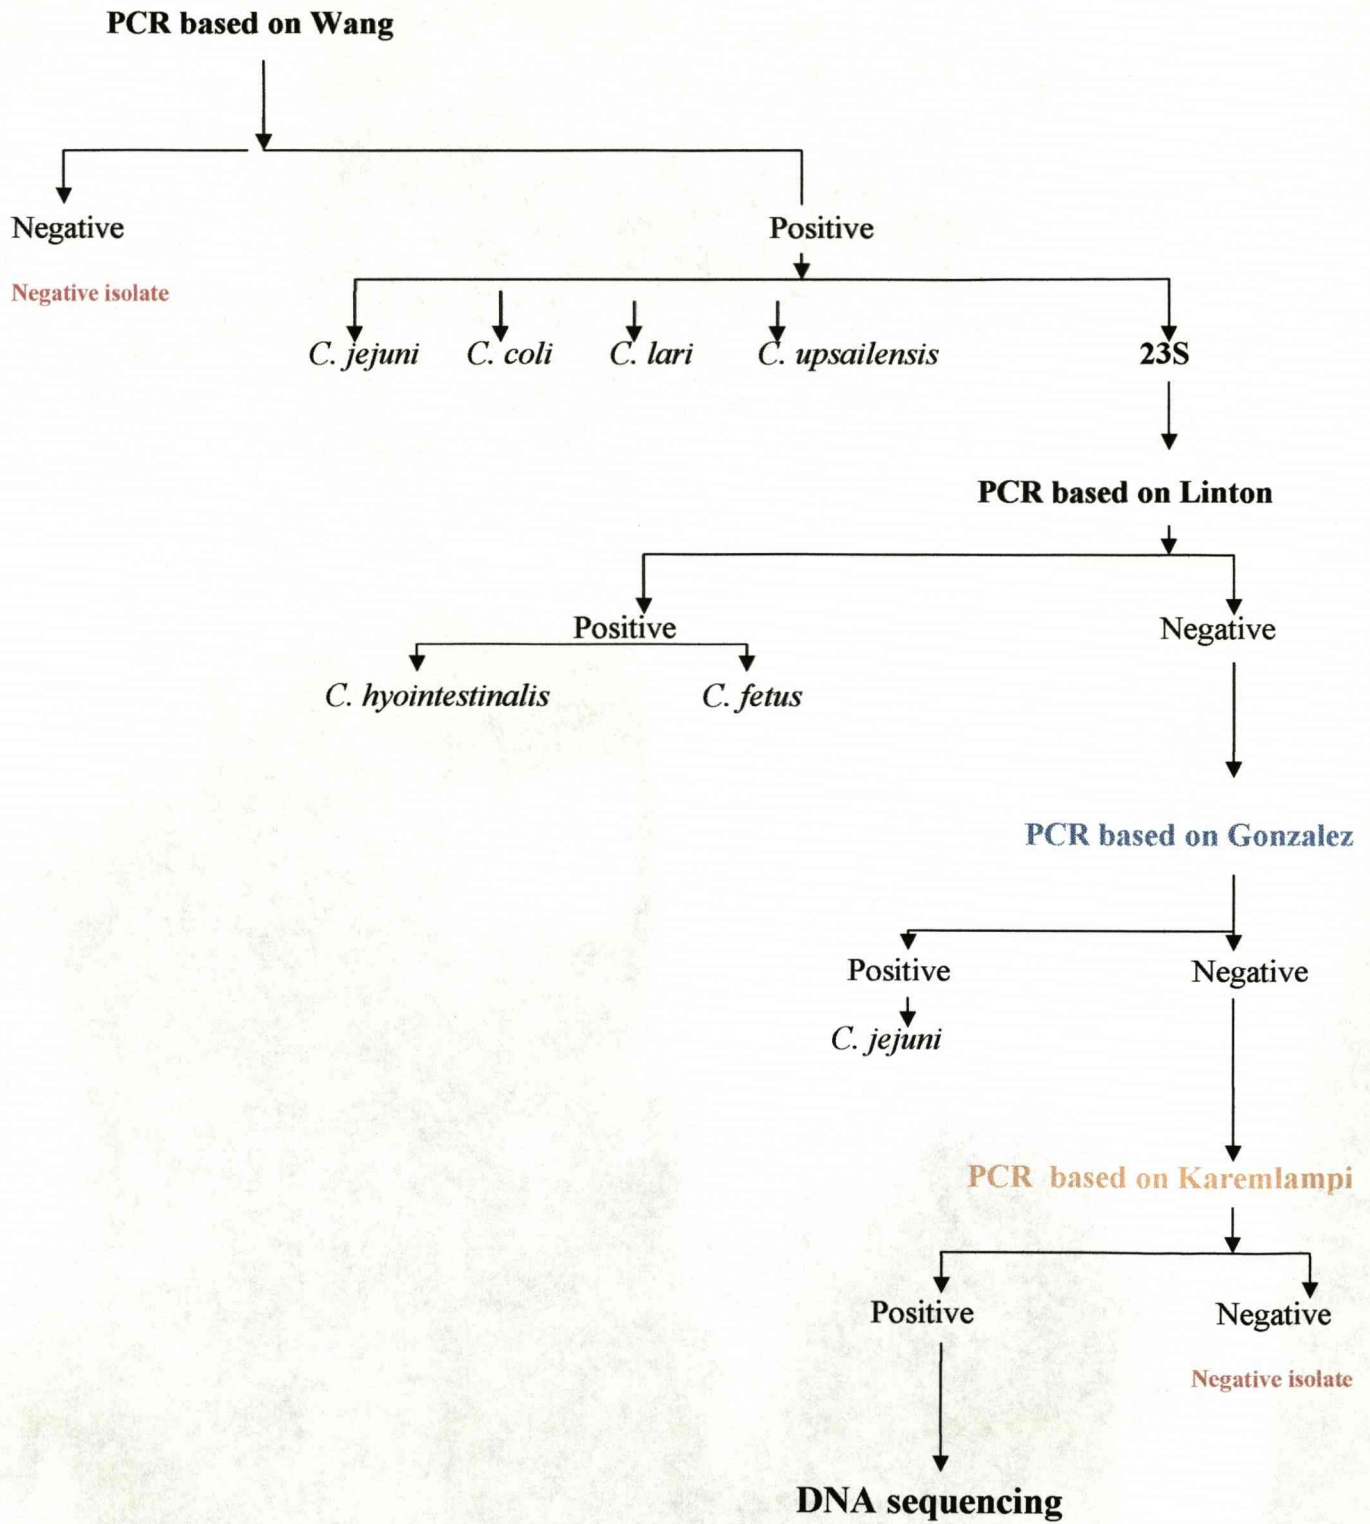 PCR based on Wang
Negative
Positive
Negative isolate
C. jejuni
C. coli
C. lari
C. upsailensis
23S
PCR based on Linton
Positive
Negative
C. hyointestinalis
C. fetus
PCR based on Gonzalez
Positive
Negative
C. jejuni
PCR based on Karemlampi
Positive
Negative
Negative isolate
DNA sequencing